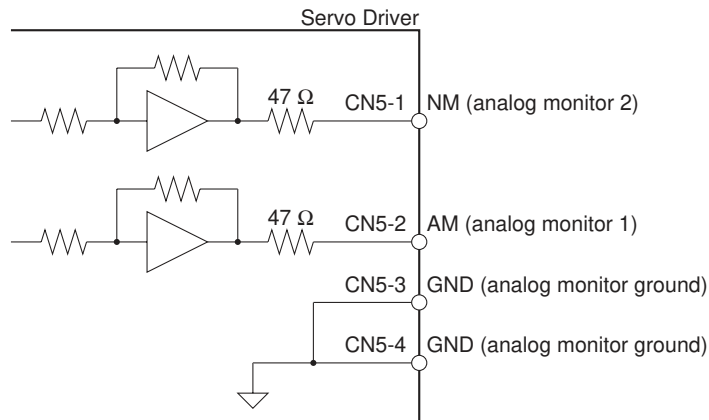 Servo Driver
47 Ω CN5-1 NM (analog monitor 2)
47 Ω CN5-2 AM (analog monitor 1)
CN5-3 GND (analog monitor ground)
CN5-4 GND (analog monitor ground)